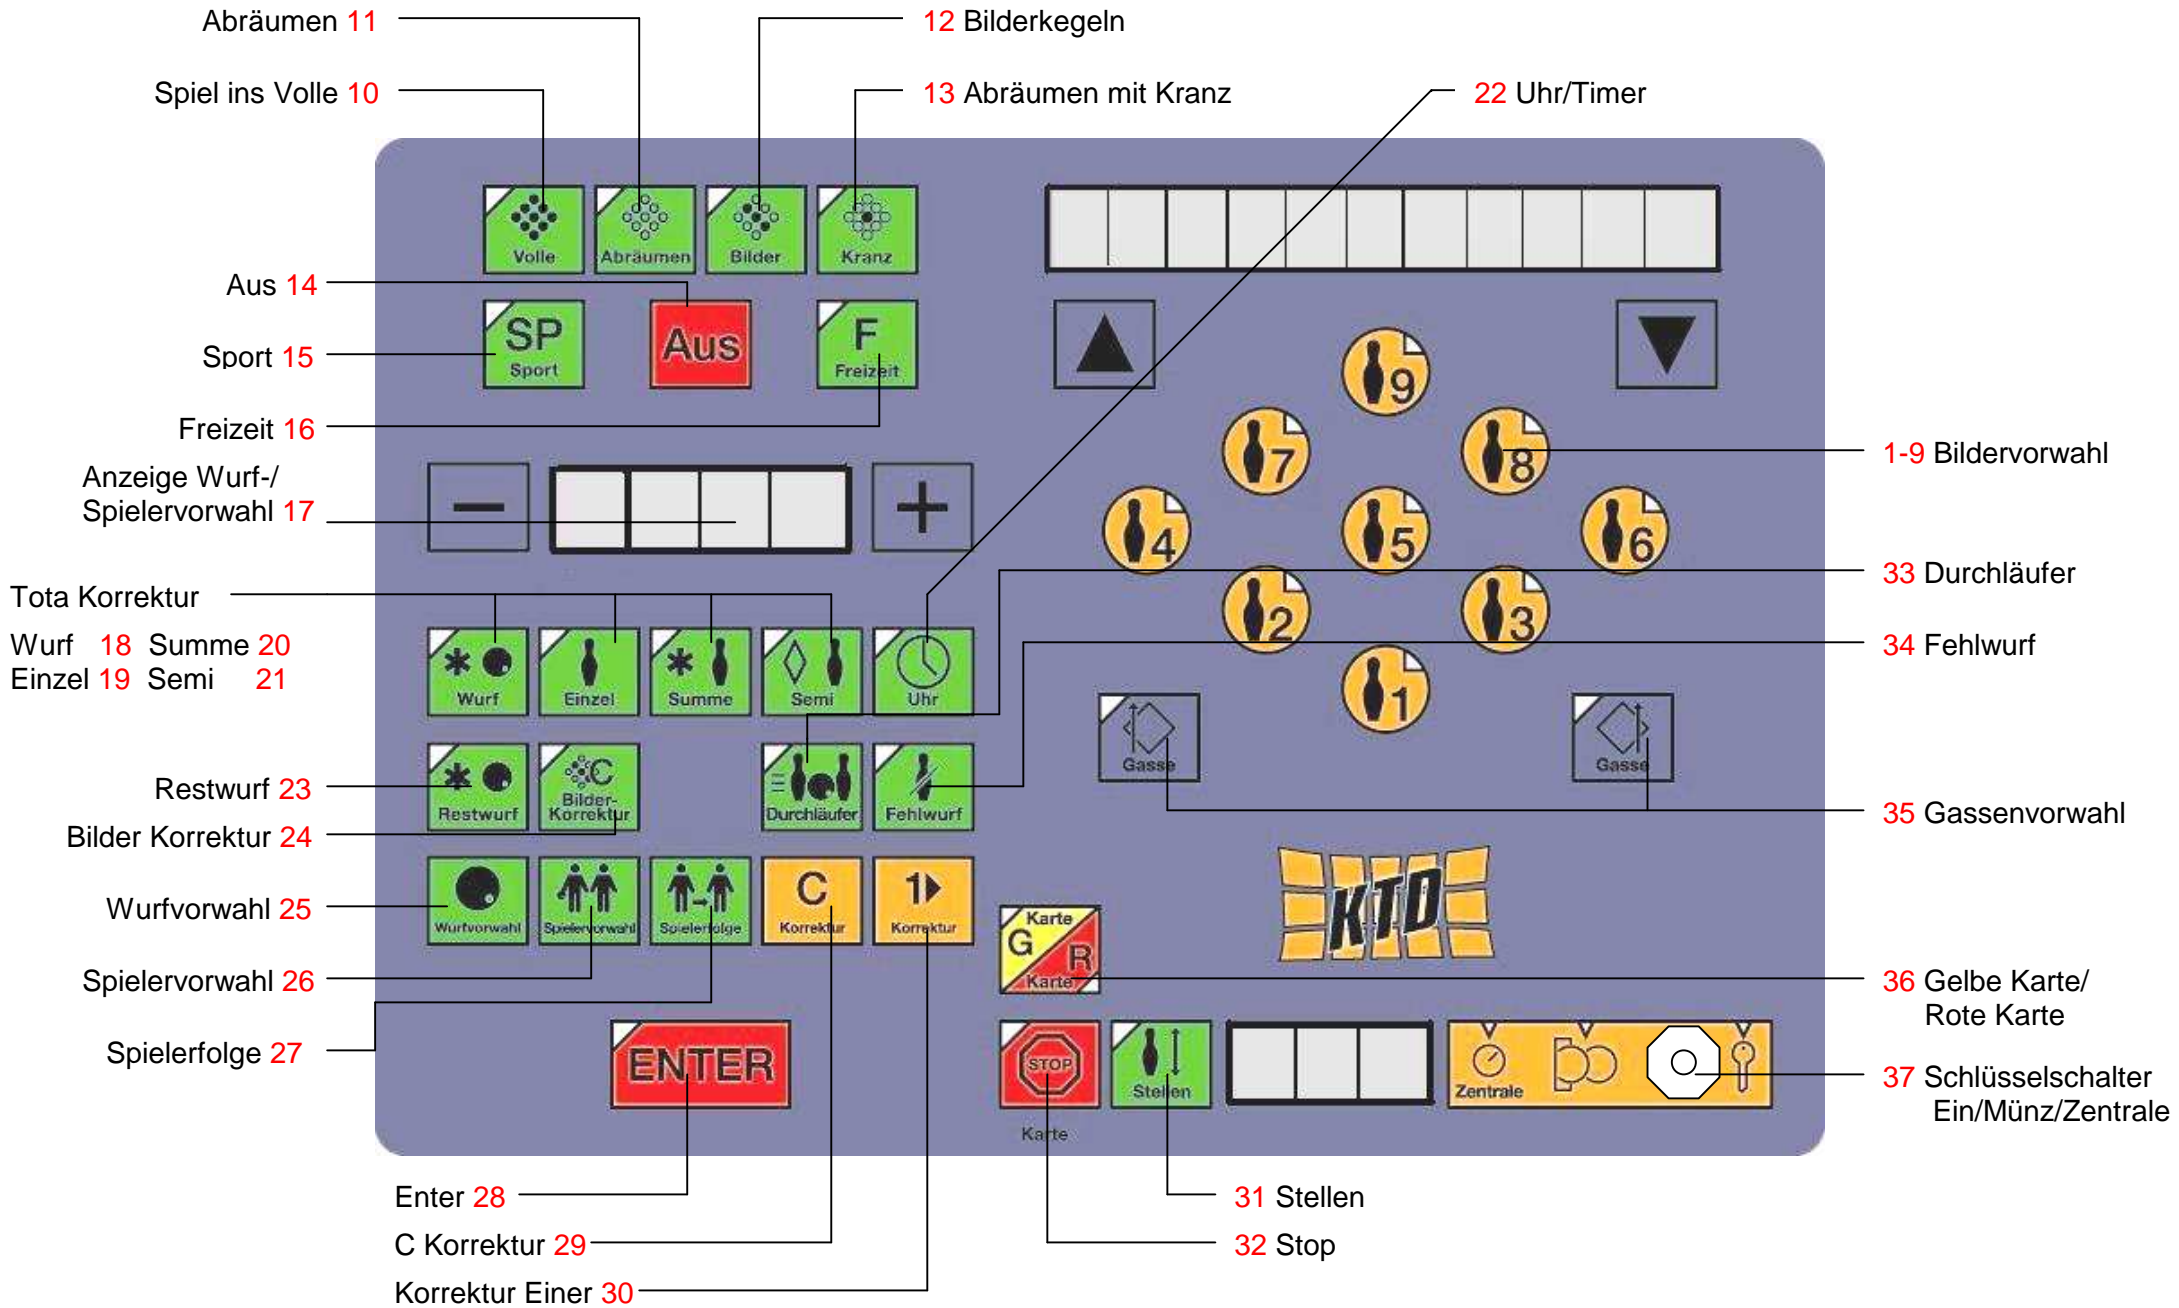 Abräumen 11
12 Bilderkegeln
Spiel ins Volle 10
13 Abräumen mit Kranz
22 Uhr/Timer
Volle
Abräumen
Bilder
Kranz
Aus 14
SP
Sport
Aus
F
Freizeit
Sport 15
Freizeit 16
9
7
8
1-9 Bildervorwahl
Anzeige Wurf-/
Spielervorwahl 17
4
5
6
33 Durchläufer
Tota Korrektur
2
3
Wurf 18 Summe 20
Einzel 19 Semi 21
34 Fehlwurf
Wurf
Einzel
Summe
Semi
Uhr
1
Gasse
Gasse
Restwurf 23
Restwurf
C
Bilder-
Korrektur
Durchläufer
Fehlwurf
35 Gassenvorwahl
Bilder Korrektur 24
Wurfvorwahl 25
Wurfvorwahl
Spielervorwahl
Spielerfolge
C
Korrektur
1
Korrektur
Karte
G
R
Karte
KTD
Spielervorwahl 26
36 Gelbe Karte/
Rote Karte
Spielerfolge 27
ENTER
STOP
Stellen
Zentrale
37 Schlüsselschalter
Ein/Münz/Zentrale
Karte
Enter 28
31 Stellen
C Korrektur 29
32 Stop
Korrektur Einer 30